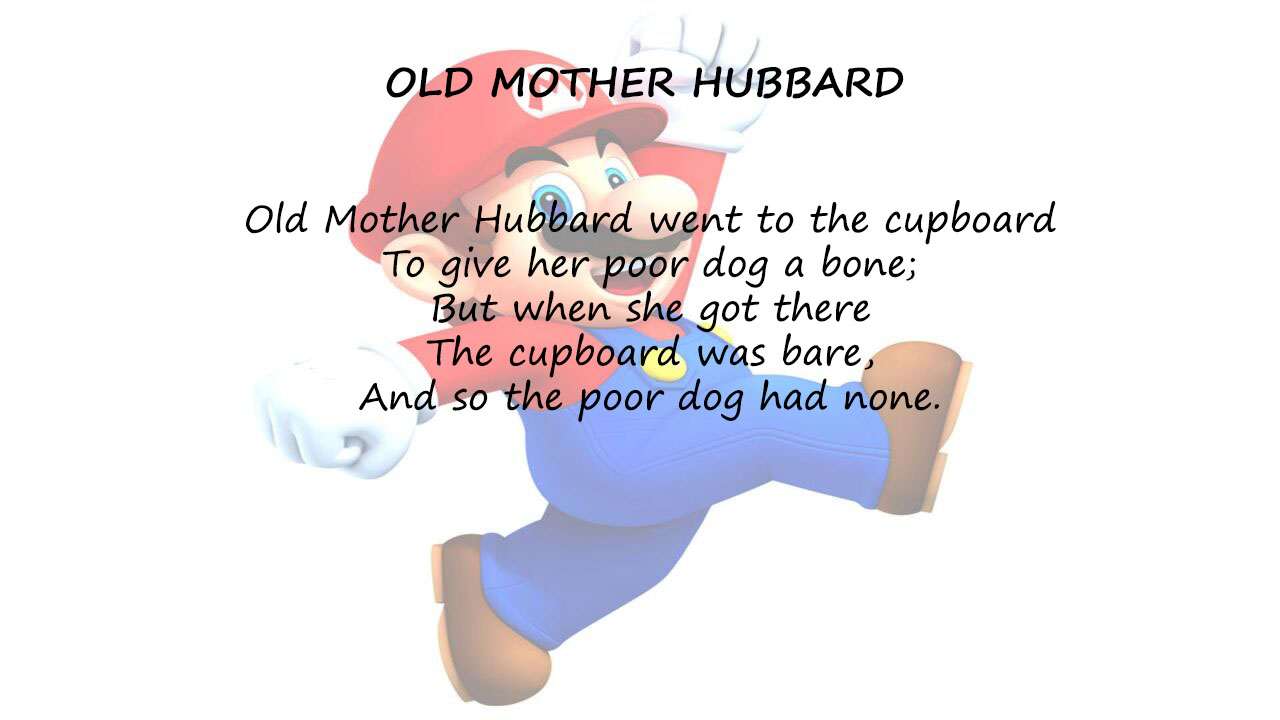 OLD MOTHER HUBBARD
Old Mother Hubbard went to the cupboard
To give her poor dog a bone;
But when she got there
The cupboard was bare,
And so the poor dog had none.